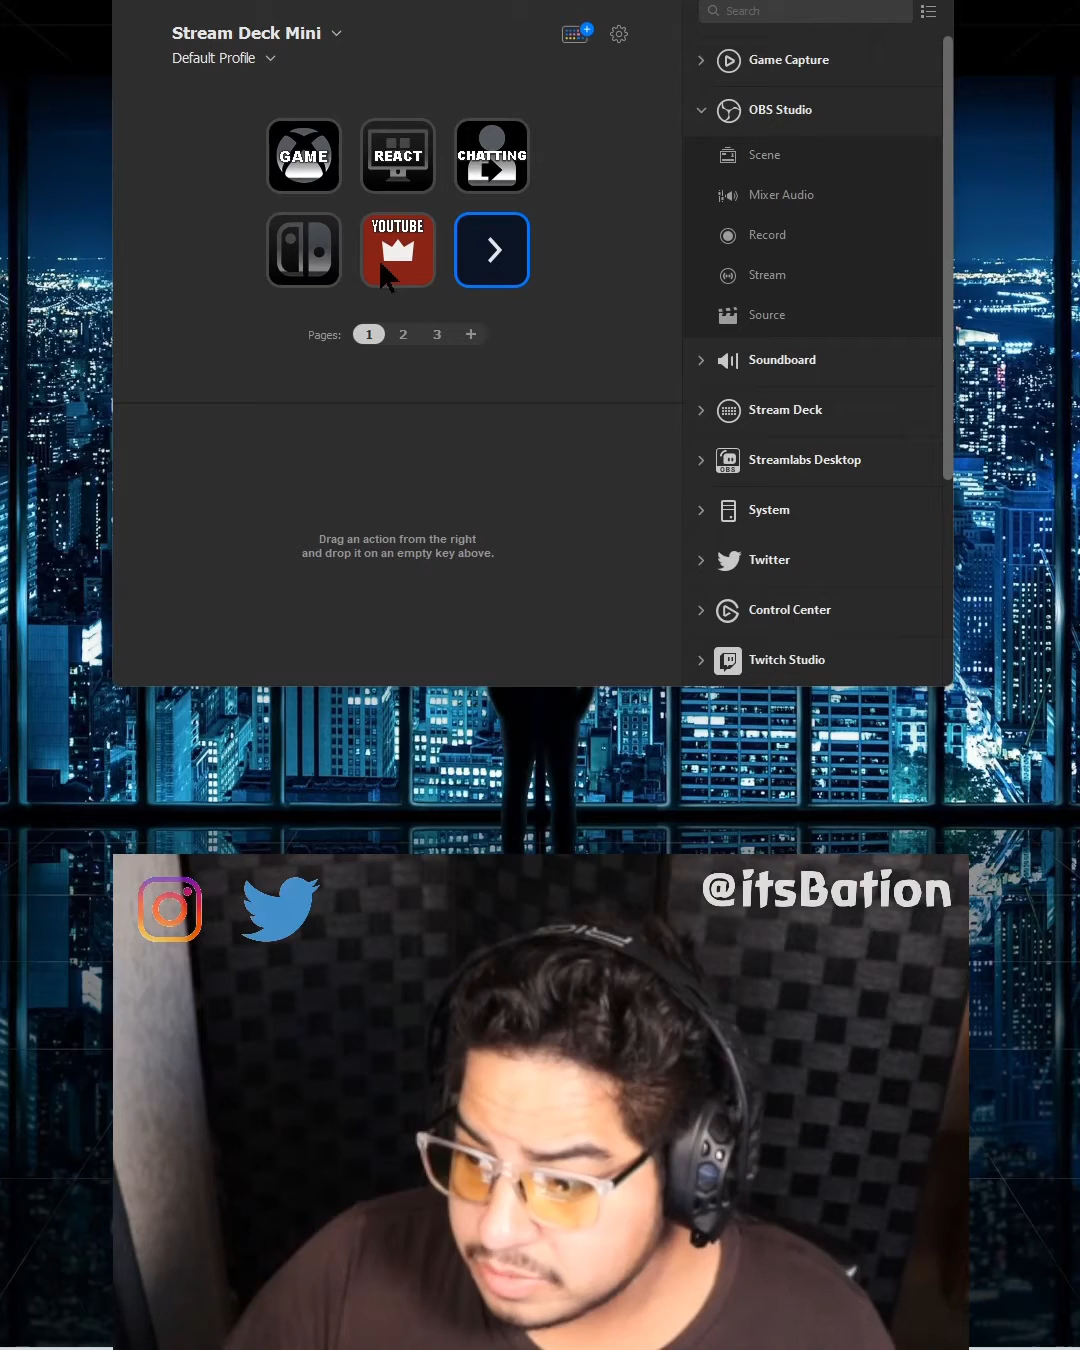 Stream Deck Mini
Default Profile
GAME
REACT
CHATTING
YOUTUBE
Pages: 1 2 3 +
Drag an action from the right
and drop it on an empty key above.
Search
Game Capture
OBS Studio
Scene
Mixer Audio
Record
Stream
Source
Soundboard
Stream Deck
OBS
Streamlabs Desktop
System
Twitter
Control Center
Twitch Studio
@itsBation